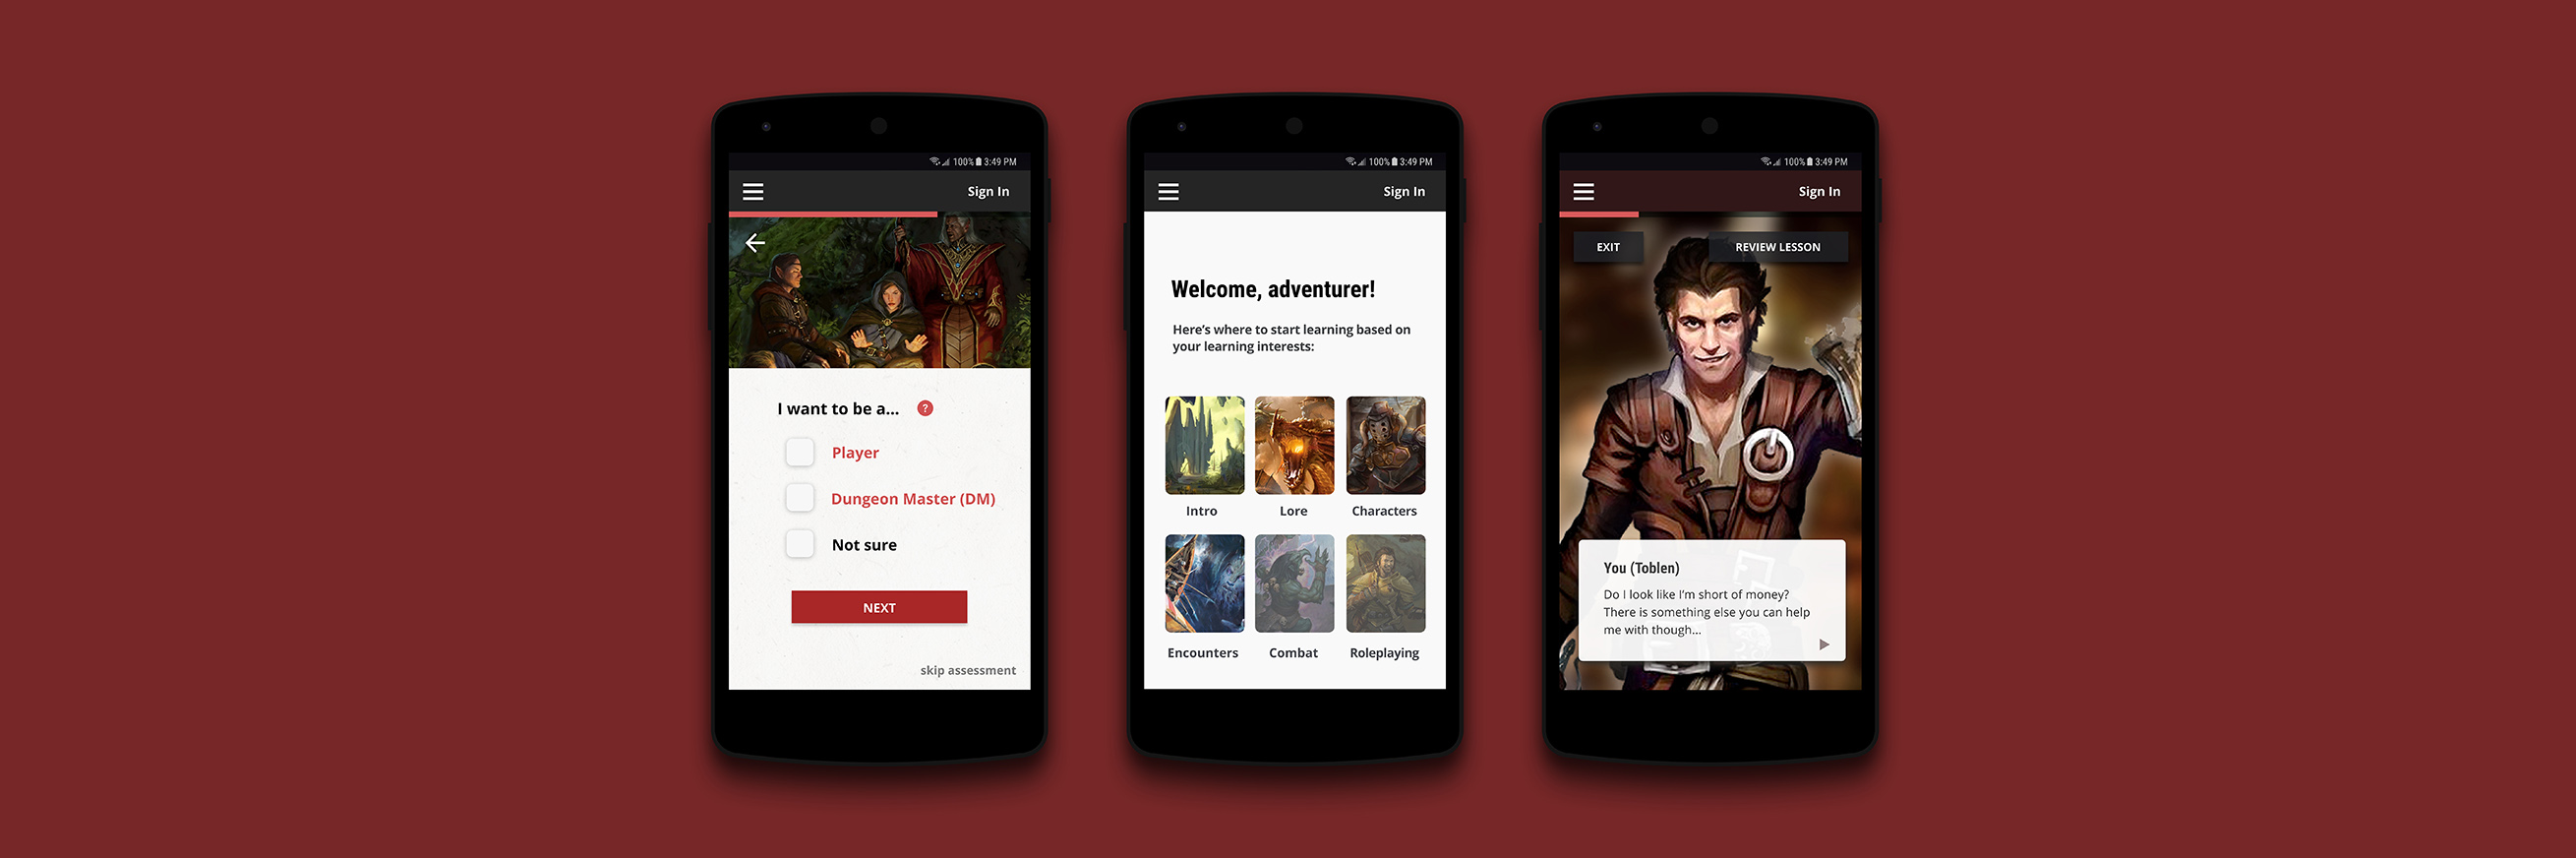 100% 3:49 PM
Sign In
I want to be a... ?
Player
Dungeon Master (DM)
Not sure
NEXT
skip assessment
100% 3:49 PM
Sign In
Welcome, adventurer!
Here's where to start learning based on
your learning interests:
Intro Lore Characters
Encounters Combat Roleplaying
100% 3:49 PM
Sign In
EXIT REVIEW LESSON
You (Toblen)
Do I look like I'm short of money?
There is something else you can help
me with though...